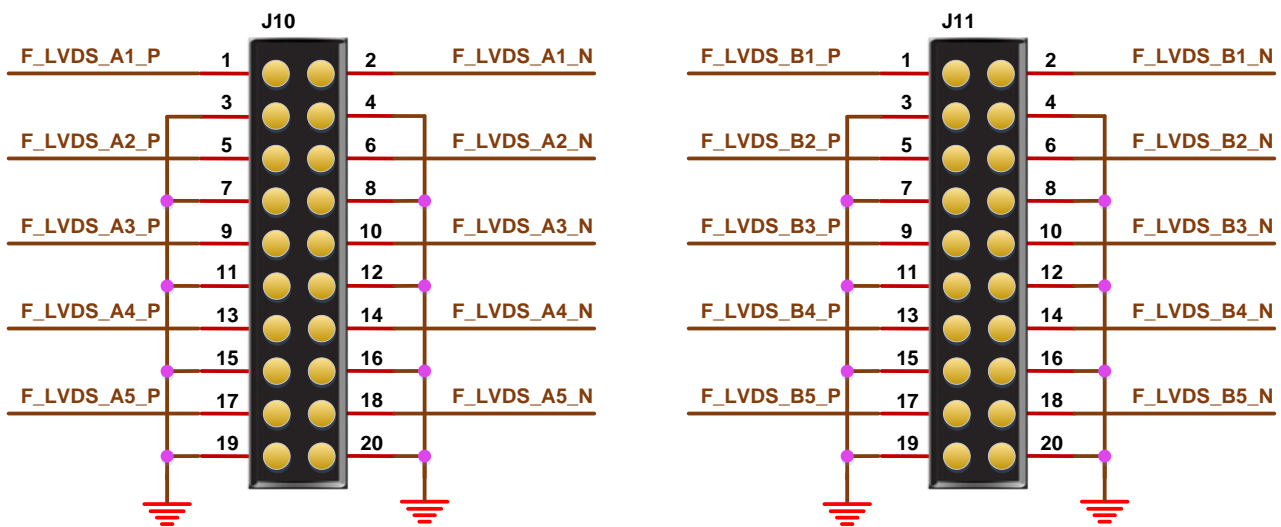 J10 J11
F_LVDS_A1_P 1 2 F_LVDS_A1_N F_LVDS_B1_P 1 2 F_LVDS_B1_N
3 4 3 4
F_LVDS_A2_P 5 6 F_LVDS_A2_N F_LVDS_B2_P 5 6 F_LVDS_B2_N
7 8 7 8
F_LVDS_A3_P 9 10 F_LVDS_A3_N F_LVDS_B3_P 9 10 F_LVDS_B3_N
11 12 11 12
F_LVDS_A4_P 13 14 F_LVDS_A4_N F_LVDS_B4_P 13 14 F_LVDS_B4_N
15 16 15 16
F_LVDS_A5_P 17 18 F_LVDS_A5_N F_LVDS_B5_P 17 18 F_LVDS_B5_N
19 20 19 20